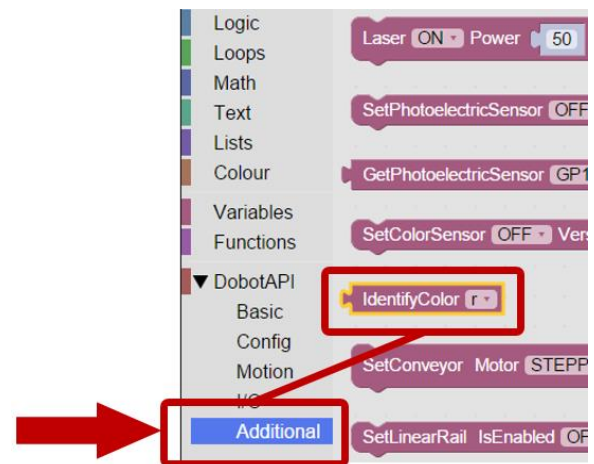 Logic
Loops
Math
Text
Lists
Colour
Variables
Functions
▼ DobotAPI
Basic
Config
Motion
I/O
Additional
Laser ON Power 50
SetPhotoelectricSensor OFF
GetPhotoelectricSensor GP1
SetColorSensor OFF Vers
IdentifyColor r
SetConveyor Motor STEPP
SetLinearRail IsEnabled OF